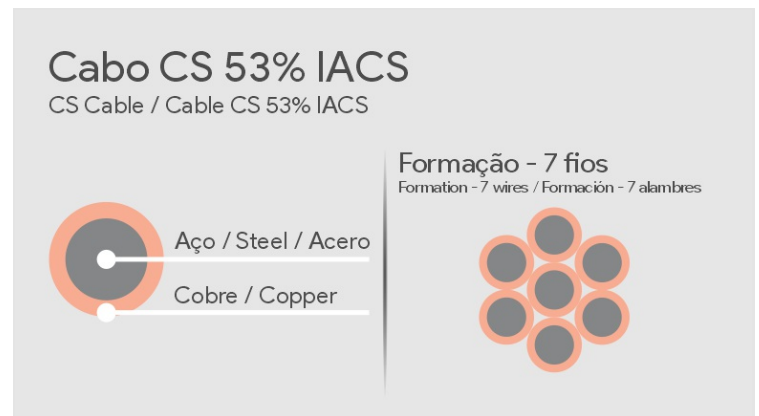 Cabo CS 53% IACS
CS Cable / Cable CS 53% IACS
Formação - 7 fios
Formation - 7 wires / Formación - 7 alambres
Aço / Steel / Acero
Cobre / Copper